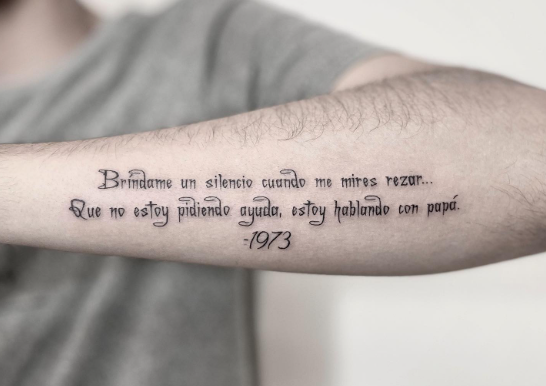 Brindame un silencio cuando me mires rezar...
Que no estoy pidiendo ayuda, estoy hablando con papá.
-1973